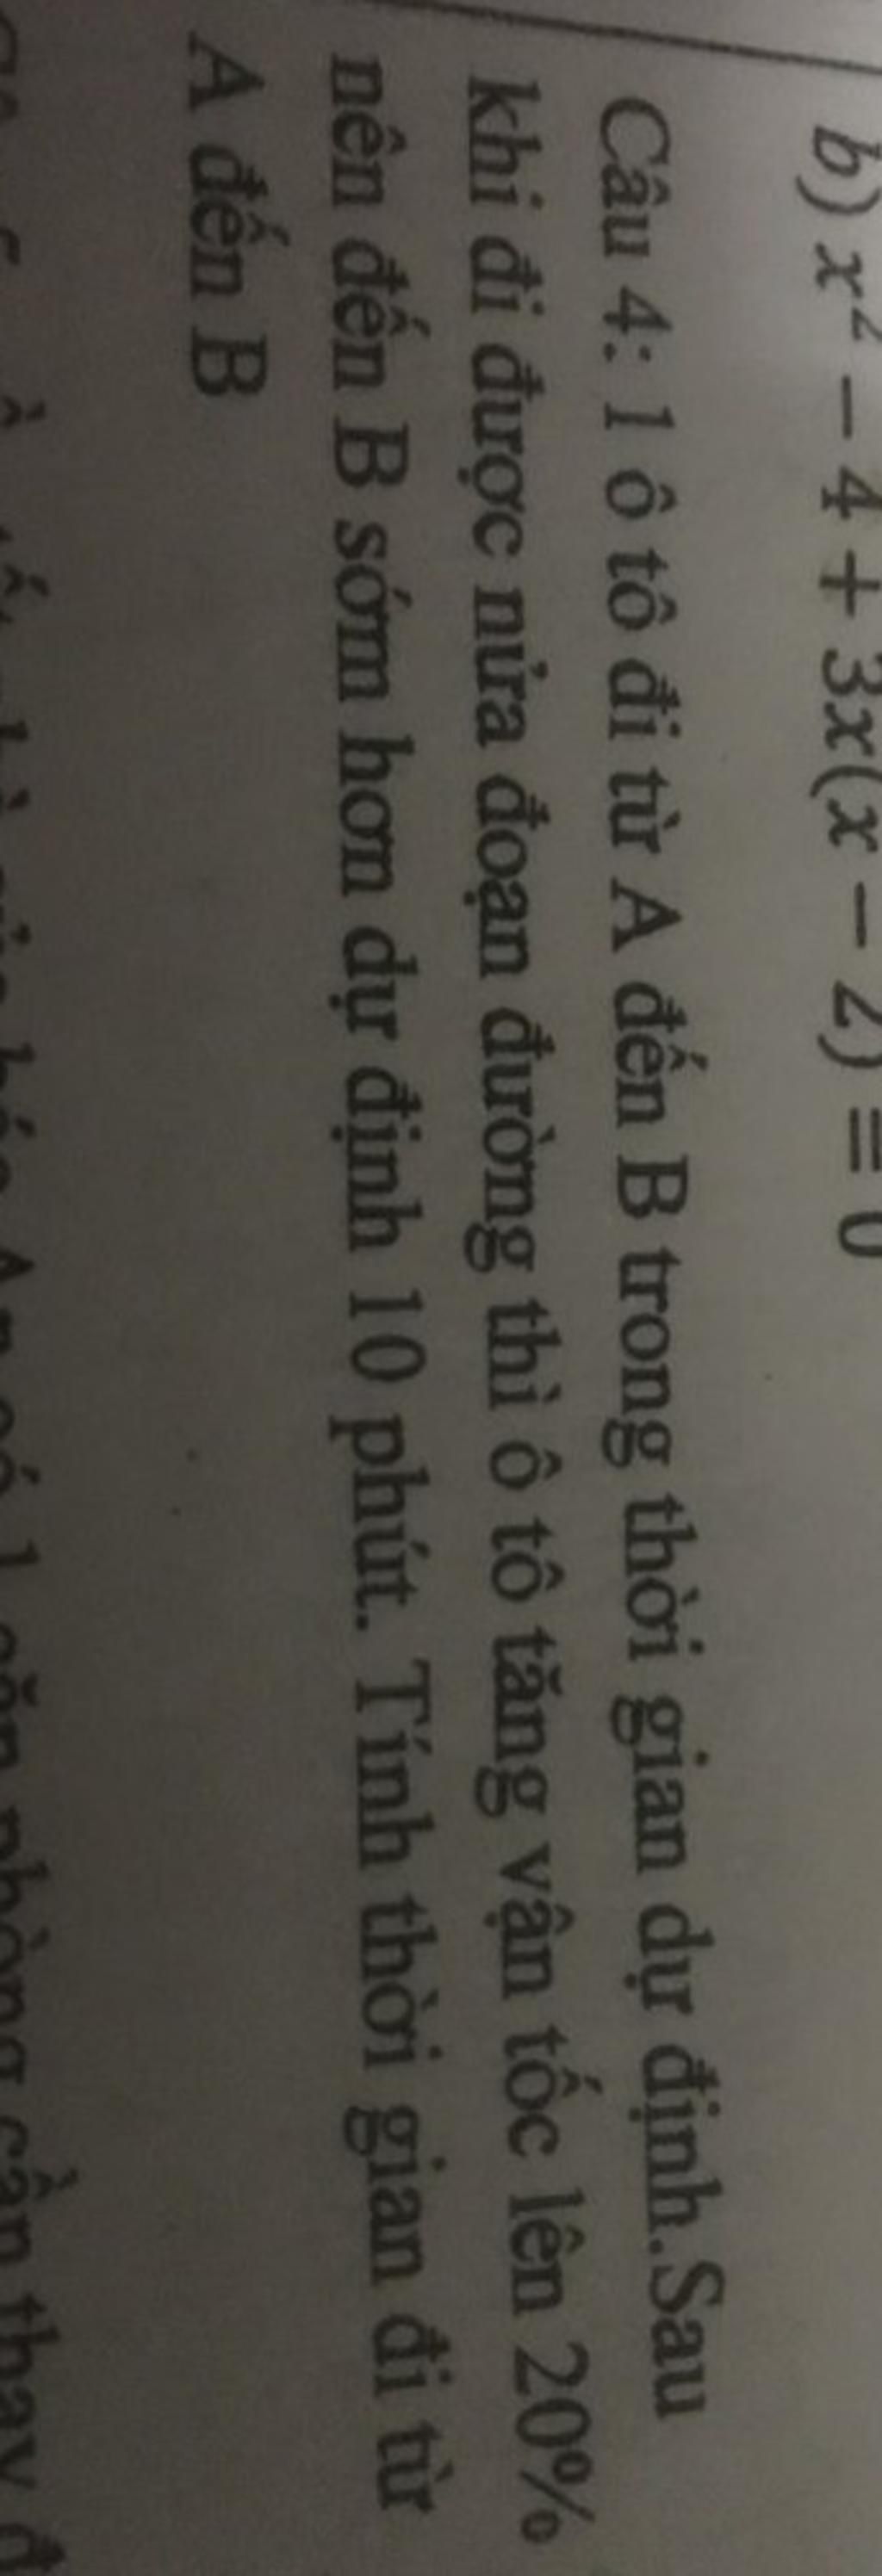 b) x² − 4 + 3x(x − 2) = 0
Câu 4: 1 ô tô đi từ A đến B trong thời gian dự định.Sau
khi đi được nửa đoạn đường thì ô tô tăng vận tốc lên 20%
nên đến B sớm hơn dự định 10 phút. Tính thời gian đi từ
A đến B